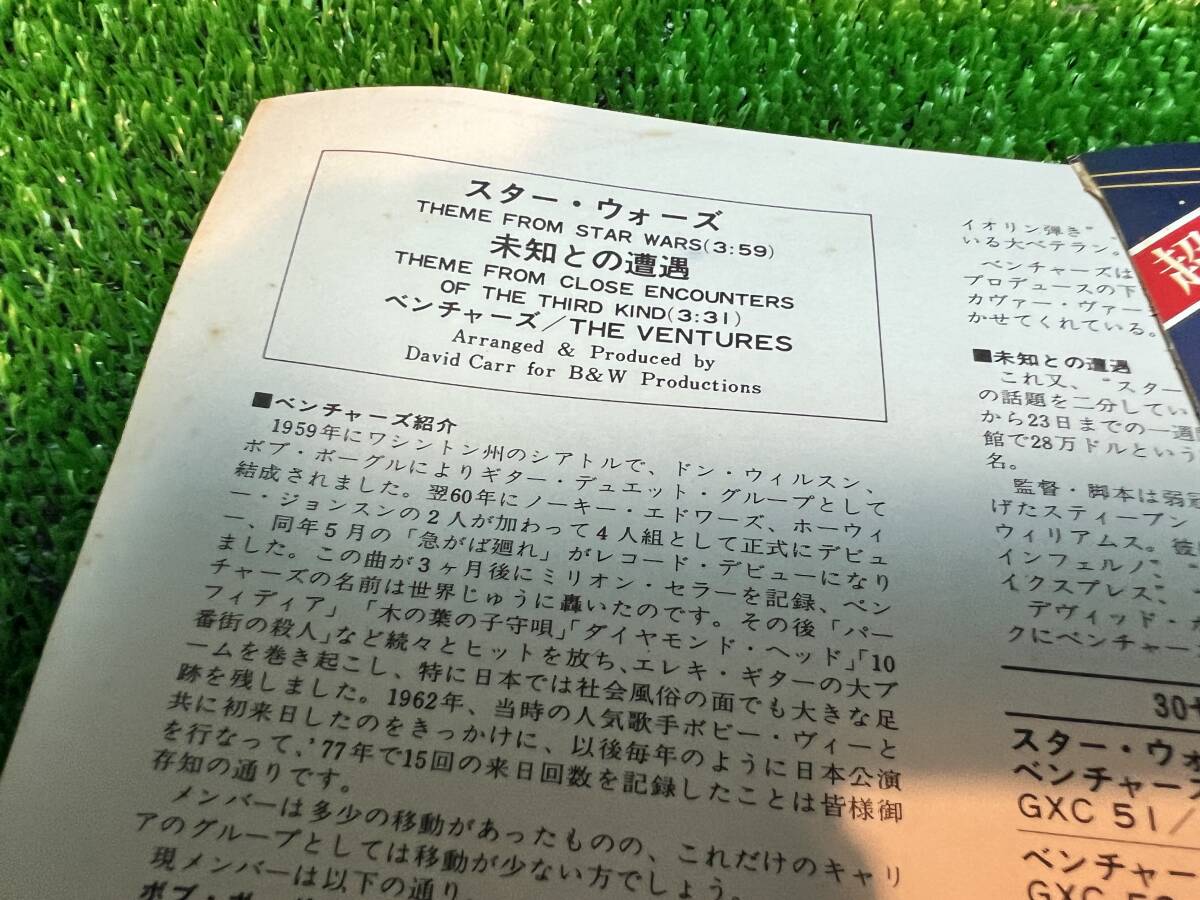 スター・ウォーズ
THEME FROM STAR WARS(3:59)
未知との遭遇
THEME FROM CLOSE ENCOUNTERS
OF THE THIRD KIND(3:31)
ベンチャーズ/THE VENTURES
Arranged & Produced by
David Carr for B&W Productions
■ベンチャーズ紹介
1959年にワシントン州のシアトルで、ドン・ウィルスン、
ボブ・ボーグルによりギター・デュエット・グループとして
結成されました。翌60年にノーキー・エドワーズ、ホーウィ
ー・ジョンスンの2人が加わって4人組として正式にデビュ
ー、同年5月の「急がば廻れ」がレコード・デビューになり
ました。この曲が3ヶ月後にミリオン・セラーを記録、ベン
チャーズの名前は世界じゅうに轟いたのです。その後「パー
フィディア」「木の葉の子守唄」「ダイヤモンド・ヘッド」「10
番街の殺人」など続々とヒットを放ち、エレキ・ギターの大ブ
ームを巻き起こし、特に日本では社会風俗の面でも大きな足
跡を残しました。1962年、当時の人気歌手ボビー・ヴィーと
共に初来日したのをきっかけに、以後毎年のように日本公演
を行なって、'77年で15回の来日回数を記録したことは皆様御
存知の通りです。
メンバーは多少の移動があったものの、これだけのキャリ
アのグループとしては移動が少ない方でしょう。
現メンバーは以下の通り。
イオリン弾き"
いる大ベテラン。
ベンチャーズは
プロデュースの下
カヴァー・ヴァー
かせてくれている。
■未知との遭遇
これ又、"スター
の話題を二分してい
から23日までの一週
館で28万ドルという
名。
監督・脚本は弱冠
げたスティーブン
ウィリアムス。彼
インフェルノ"、"
イクスプレス"、
デヴィッド・カ
クにベンチャー
30
スター・ウォ
ベンチャーズ
GXC 51/
ベンチャー
超